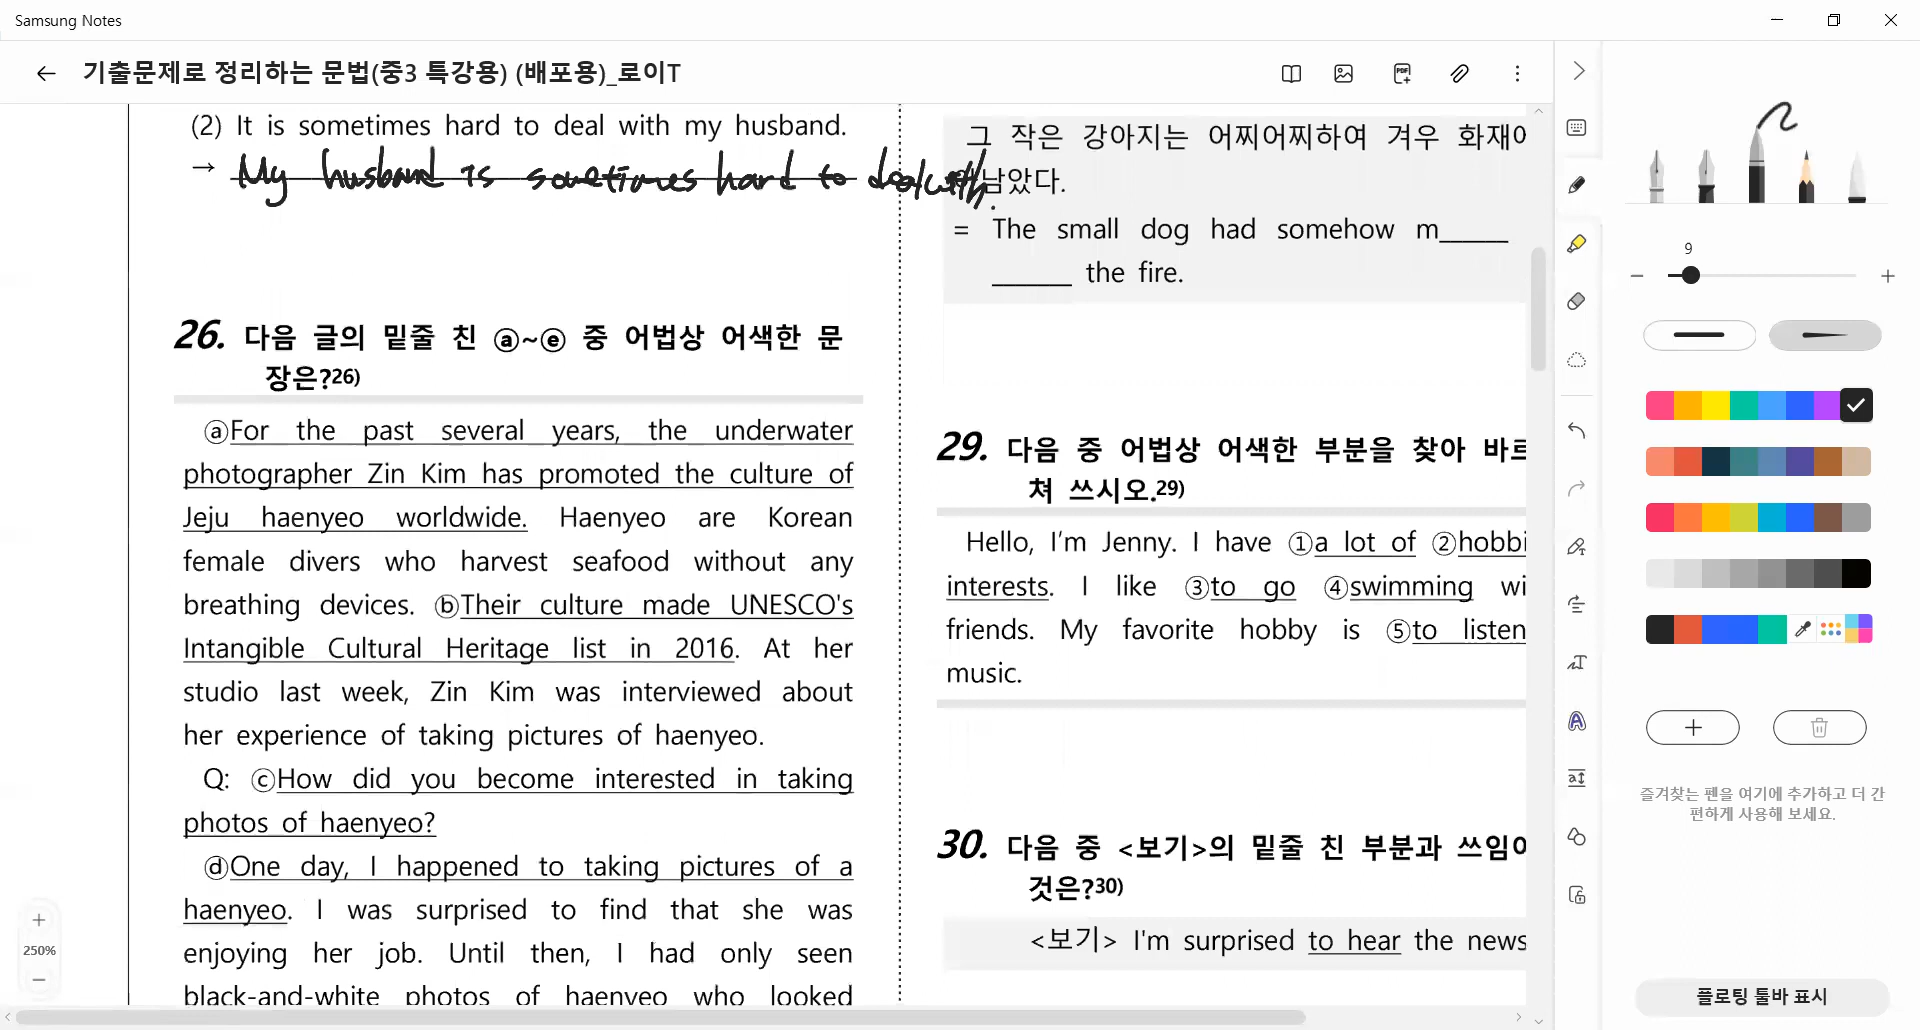 Samsung Notes
기출문제로 정리하는 문법(중3 특강용) (배포용)_로이T
(2) It is sometimes hard to deal with my husband.
→ My husband is sometimes hard to deal with.
26. 다음 글의 밑줄 친 ⓐ~ⓔ 중 어법상 어색한 문
장은?26)
ⓐFor the past several years, the underwater
photographer Zin Kim has promoted the culture of
Jeju haenyeo worldwide. Haenyeo are Korean
female divers who harvest seafood without any
breathing devices. ⓑTheir culture made UNESCO's
Intangible Cultural Heritage list in 2016. At her
studio last week, Zin Kim was interviewed about
her experience of taking pictures of haenyeo.
Q: ⓒHow did you become interested in taking
photos of haenyeo?
ⓓOne day, I happened to taking pictures of a
haenyeo. I was surprised to find that she was
enjoying her job. Until then, I had only seen
black-and-white photos of haenyeo who looked
그 작은 강아지는 어찌어찌하여 겨우 화재에
남았다.
= The small dog had somehow m______
______ the fire.
29. 다음 중 어법상 어색한 부분을 찾아 바르
쳐 쓰시오.29)
Hello, I'm Jenny. I have ①a lot of ②hobbi
interests. I like ③to go ④swimming wi
friends. My favorite hobby is ⑤to listen
music.
30. 다음 중 <보기>의 밑줄 친 부분과 쓰임이
것은?30)
<보기> I'm surprised to hear the news
250%
9
즐겨찾는 펜을 여기에 추가하고 더 간
편하게 사용해 보세요.
플로팅 툴바 표시